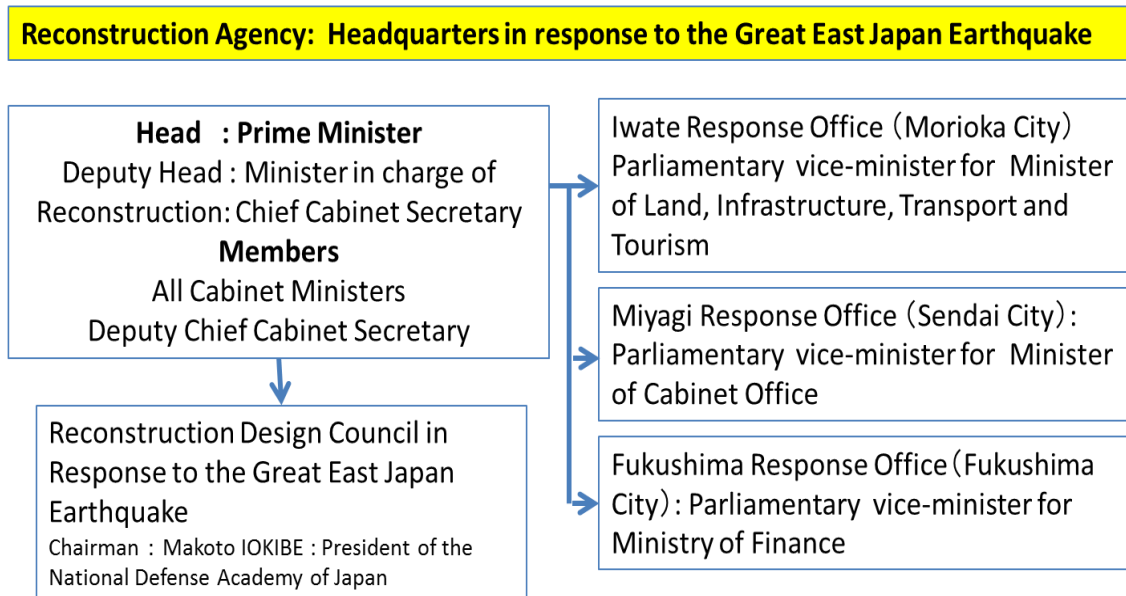 Reconstruction Agency: Headquarters in response to the Great East Japan Earthquake
Head : Prime Minister
Deputy Head : Minister in charge of
Reconstruction: Chief Cabinet Secretary
Members
All Cabinet Ministers
Deputy Chief Cabinet Secretary
Reconstruction Design Council in
Response to the Great East Japan
Earthquake
Chairman : Makoto IOKIBE : President of the
National Defense Academy of Japan
Iwate Response Office（Morioka City）
Parliamentary vice-minister for Minister
of Land, Infrastructure, Transport and
Tourism
Miyagi Response Office（Sendai City）:
Parliamentary vice-minister for Minister
of Cabinet Office
Fukushima Response Office（Fukushima
City）: Parliamentary vice-minister for
Ministry of Finance